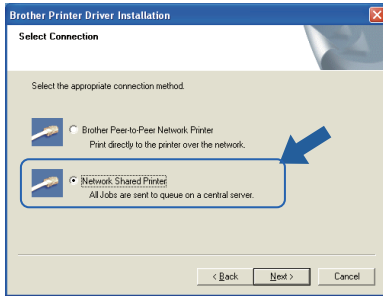 Brother Printer Driver Installation
Select Connection
Select the appropriate connection method.
Brother Peer-to-Peer Network Printer
Print directly to the printer over the network.
Network Shared Printer
All Jobs are sent to queue on a central server.
< Back Next > Cancel